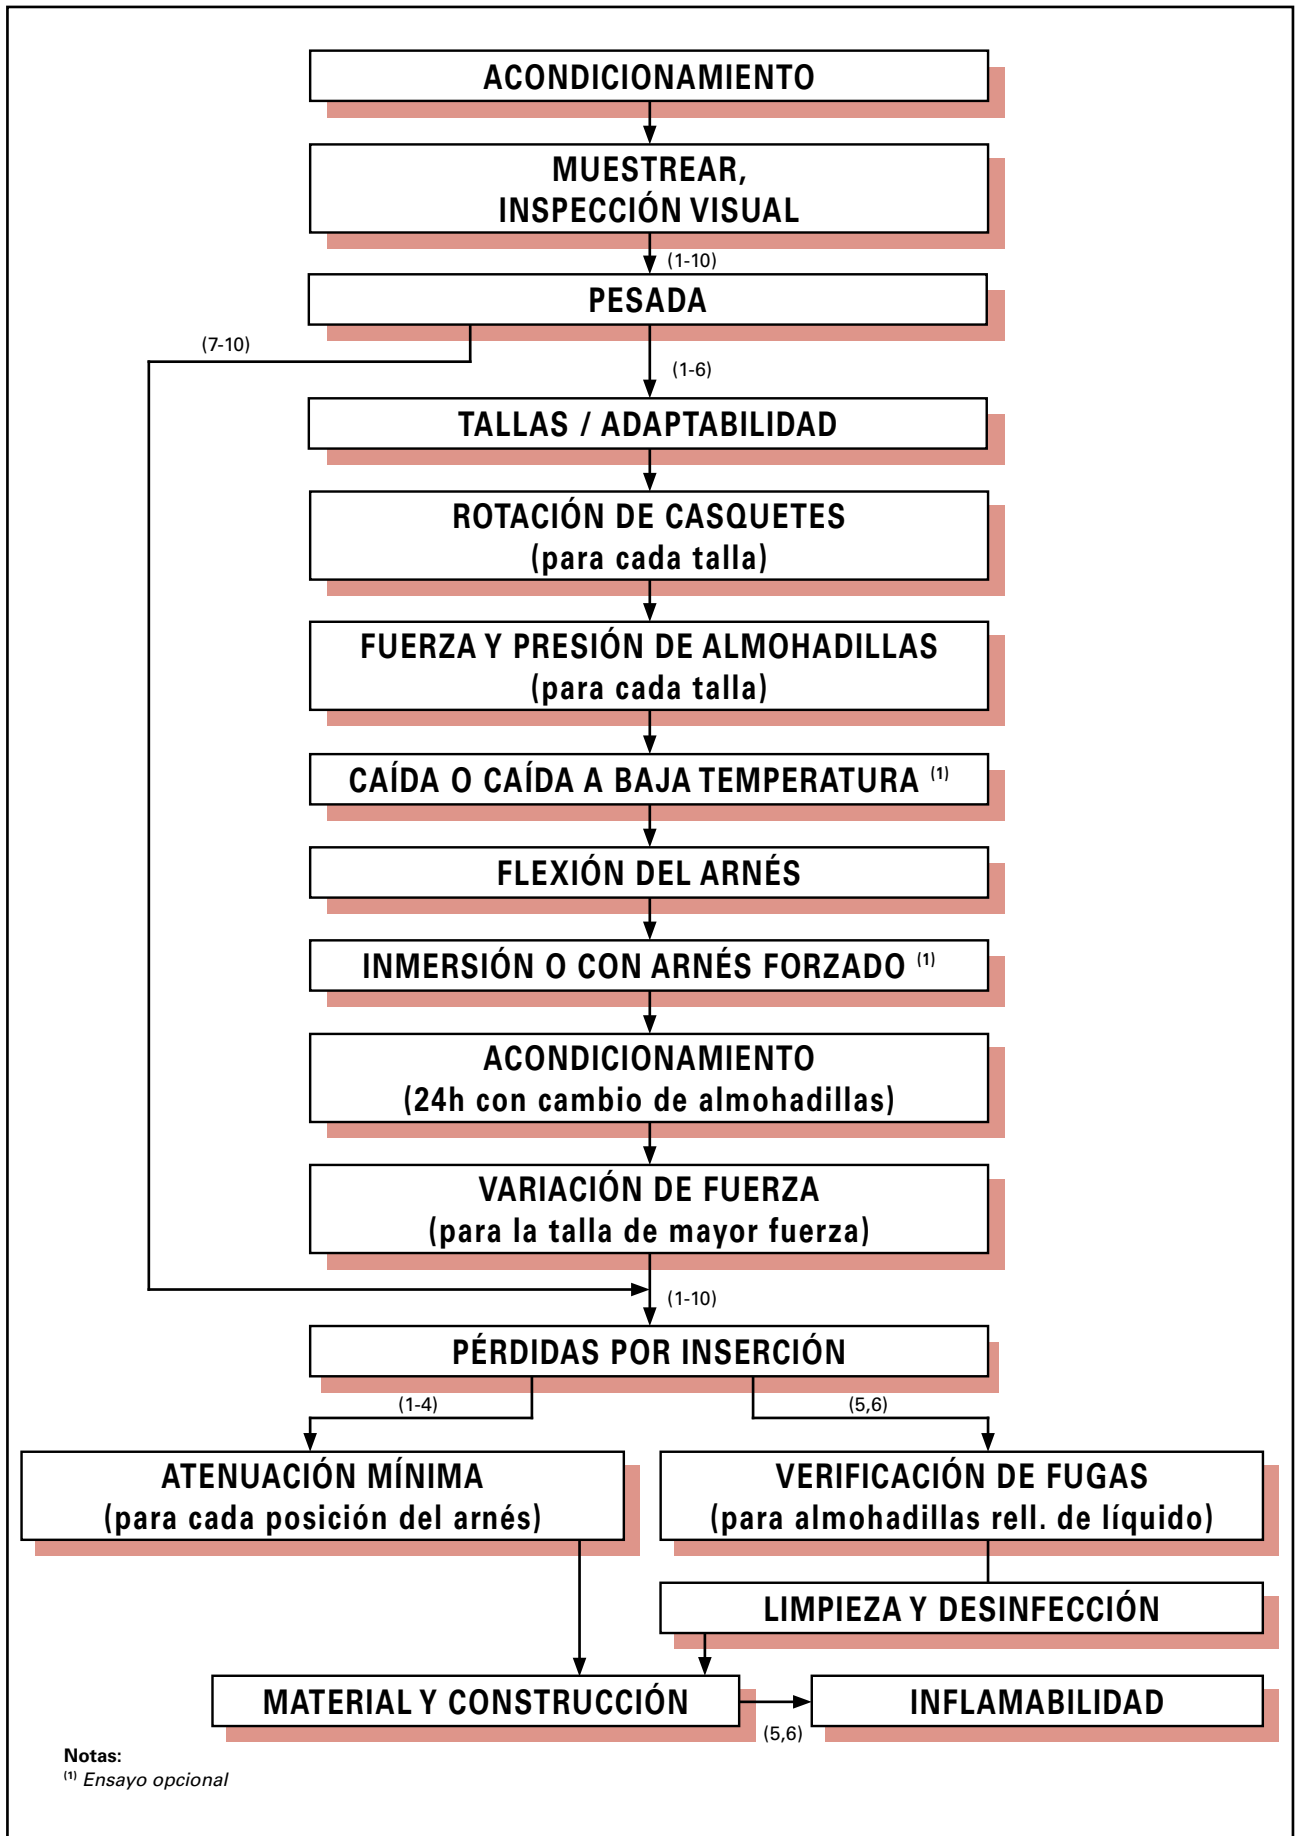 ACONDICIONAMIENTO
MUESTREAR,
INSPECCIÓN VISUAL
(1-10)
PESADA
(7-10)
(1-6)
TALLAS / ADAPTABILIDAD
ROTACIÓN DE CASQUETES
(para cada talla)
FUERZA Y PRESIÓN DE ALMOHADILLAS
(para cada talla)
CAÍDA O CAÍDA A BAJA TEMPERATURA (1)
FLEXIÓN DEL ARNÉS
INMERSIÓN O CON ARNÉS FORZADO (1)
ACONDICIONAMIENTO
(24h con cambio de almohadillas)
VARIACIÓN DE FUERZA
(para la talla de mayor fuerza)
(1-10)
PÉRDIDAS POR INSERCIÓN
(1-4)
(5,6)
ATENUACIÓN MÍNIMA
(para cada posición del arnés)
VERIFICACIÓN DE FUGAS
(para almohadillas rell. de líquido)
LIMPIEZA Y DESINFECCIÓN
MATERIAL Y CONSTRUCCIÓN
INFLAMABILIDAD
(5,6)
Notas:
(1) Ensayo opcional